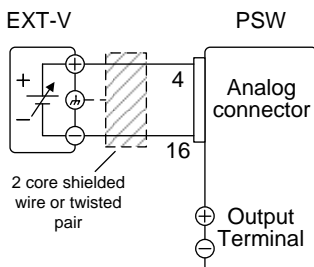 EXT-V
PSW
+
−
+
−
4
16
Analog
connector
2 core shielded
wire or twisted
pair
+
−
Output
Terminal